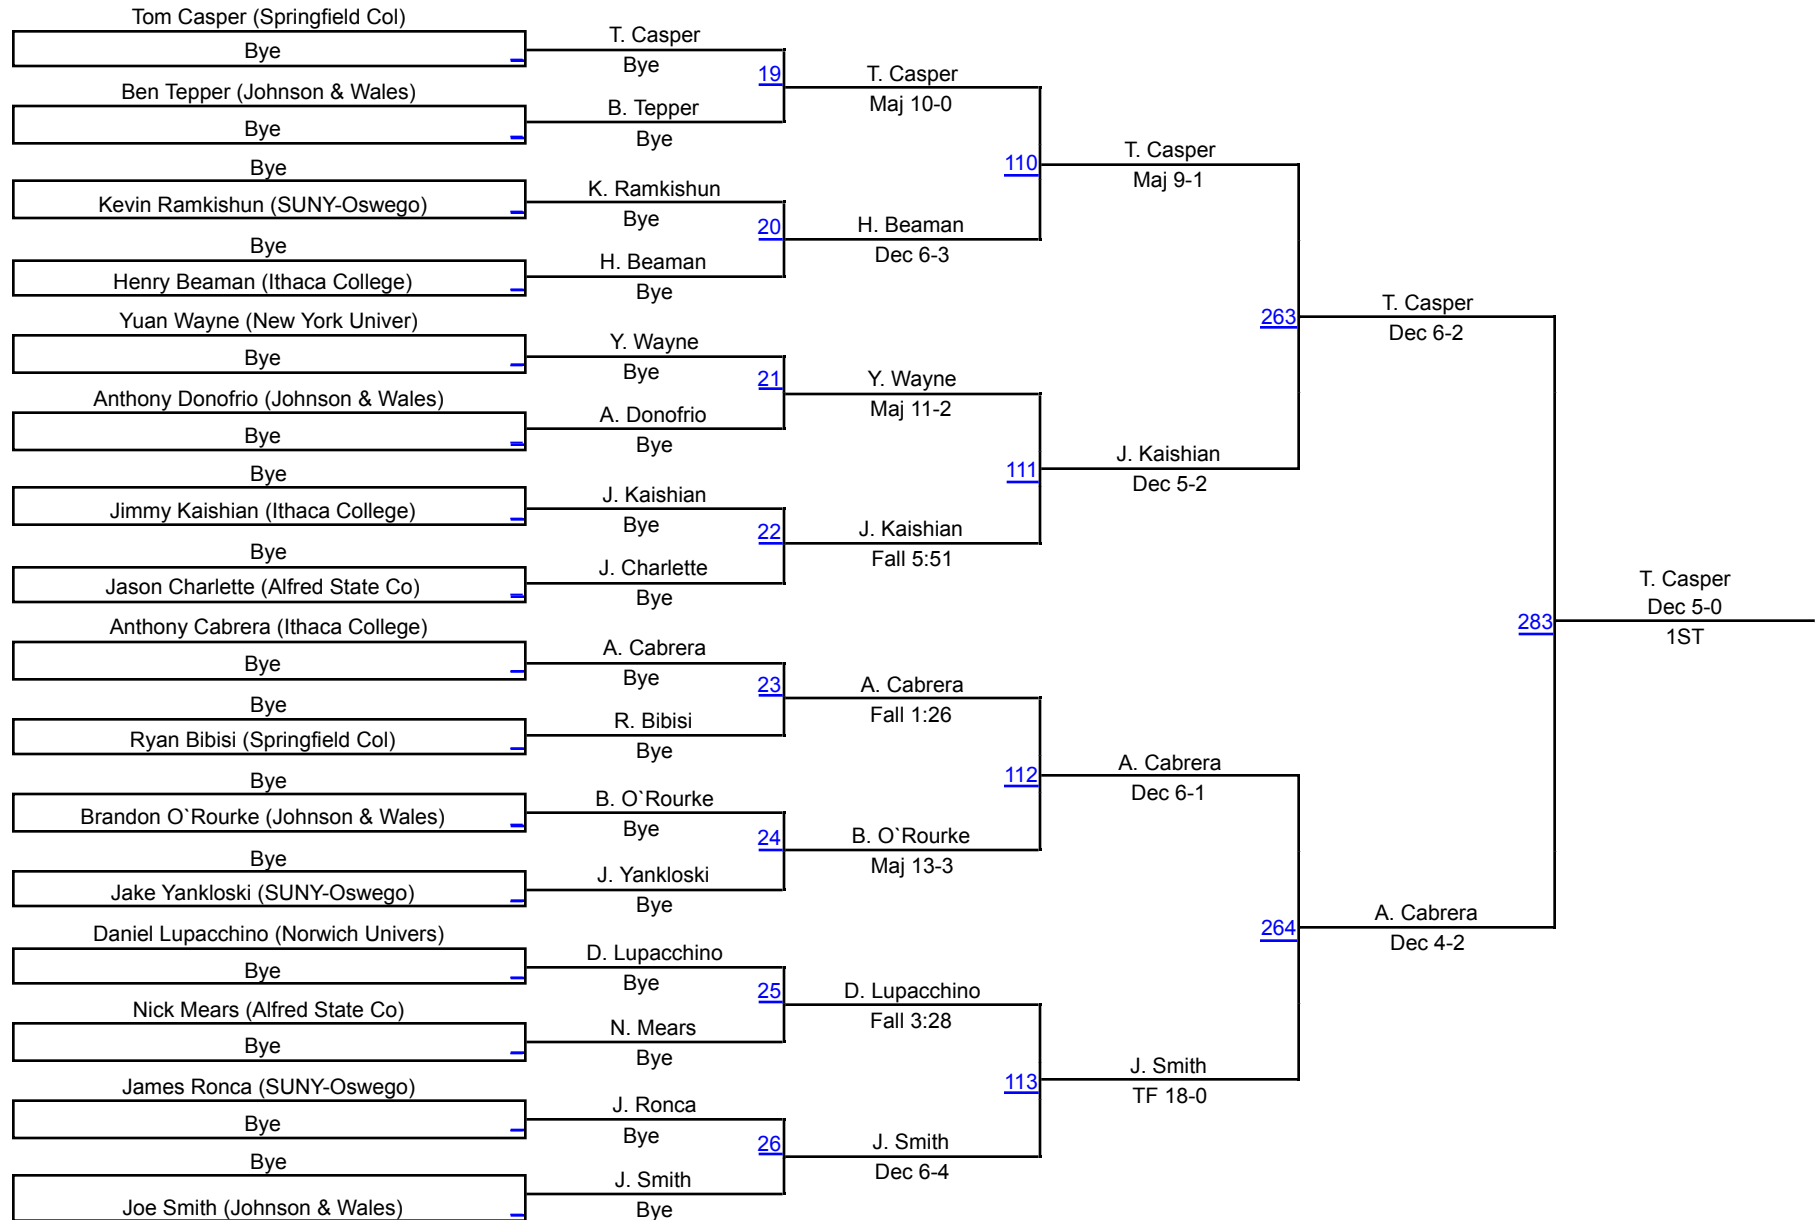 Tom Casper (Springfield Col)
Bye
Ben Tepper (Johnson & Wales)
Bye
Bye
Kevin Ramkishun (SUNY-Oswego)
Bye
Henry Beaman (Ithaca College)
Yuan Wayne (New York Univer)
Bye
Anthony Donofrio (Johnson & Wales)
Bye
Bye
Jimmy Kaishian (Ithaca College)
Bye
Jason Charlette (Alfred State Co)
Anthony Cabrera (Ithaca College)
Bye
Bye
Ryan Bibisi (Springfield Col)
Bye
Brandon O`Rourke (Johnson & Wales)
Bye
Jake Yankloski (SUNY-Oswego)
Daniel Lupacchino (Norwich Univers)
Bye
Nick Mears (Alfred State Co)
Bye
James Ronca (SUNY-Oswego)
Bye
Bye
Joe Smith (Johnson & Wales)
T. Casper
Bye
19
B. Tepper
Bye
K. Ramkishun
Bye
20
H. Beaman
Bye
Y. Wayne
Bye
21
A. Donofrio
Bye
J. Kaishian
Bye
22
J. Charlette
Bye
A. Cabrera
Bye
23
R. Bibisi
Bye
B. O`Rourke
Bye
24
J. Yankloski
Bye
D. Lupacchino
Bye
25
N. Mears
Bye
J. Ronca
Bye
26
J. Smith
Bye
T. Casper
Maj 10-0
110
H. Beaman
Dec 6-3
Y. Wayne
Maj 11-2
111
J. Kaishian
Fall 5:51
A. Cabrera
Fall 1:26
112
B. O`Rourke
Maj 13-3
D. Lupacchino
Fall 3:28
113
J. Smith
Dec 6-4
T. Casper
Maj 9-1
263
J. Kaishian
Dec 5-2
A. Cabrera
Dec 6-1
264
J. Smith
TF 18-0
T. Casper
Dec 6-2
283
A. Cabrera
Dec 4-2
T. Casper
Dec 5-0
1ST